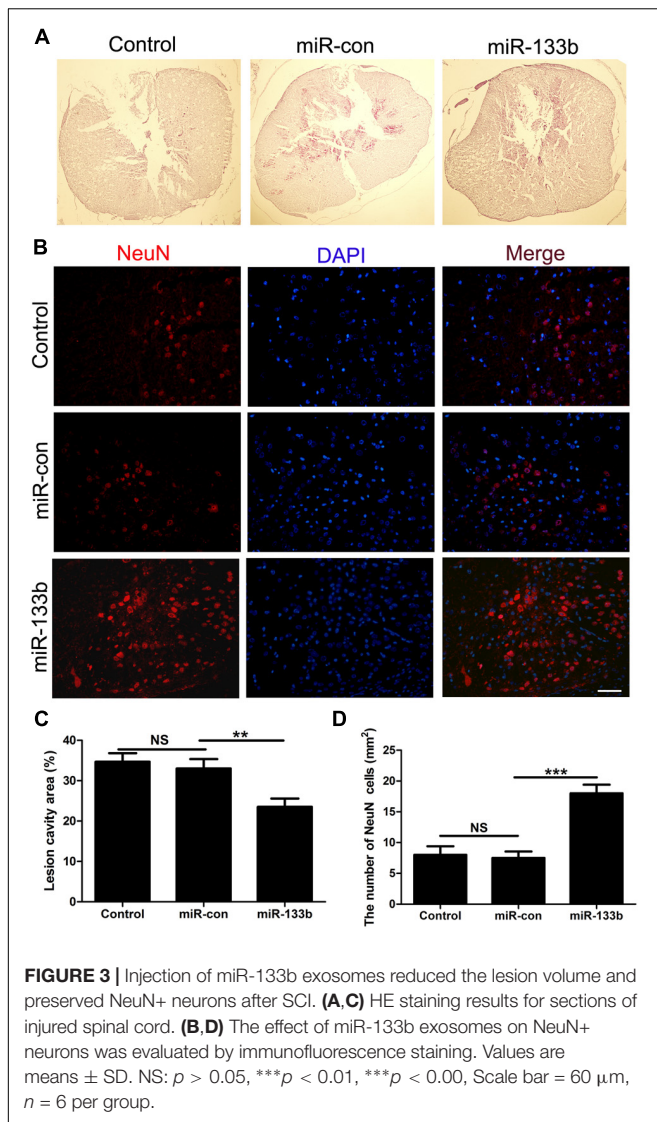 A
Control miR-con miR-133b
B
NeuN DAPI Merge
Control
miR-con
miR-133b
C
Lesion cavity area (%)
40
30
20
10
0
NS
**
Control miR-con miR-133b
D
The number of NeuN cells (mm²)
25
20
15
10
5
0
NS
***
Control miR-con miR-133b
FIGURE 3 | Injection of miR-133b exosomes reduced the lesion volume and
preserved NeuN+ neurons after SCI. (A,C) HE staining results for sections of
injured spinal cord. (B,D) The effect of miR-133b exosomes on NeuN+
neurons was evaluated by immunofluorescence staining. Values are
means ± SD. NS: p > 0.05, ***p < 0.01, ***p < 0.00, Scale bar = 60 μm,
n = 6 per group.